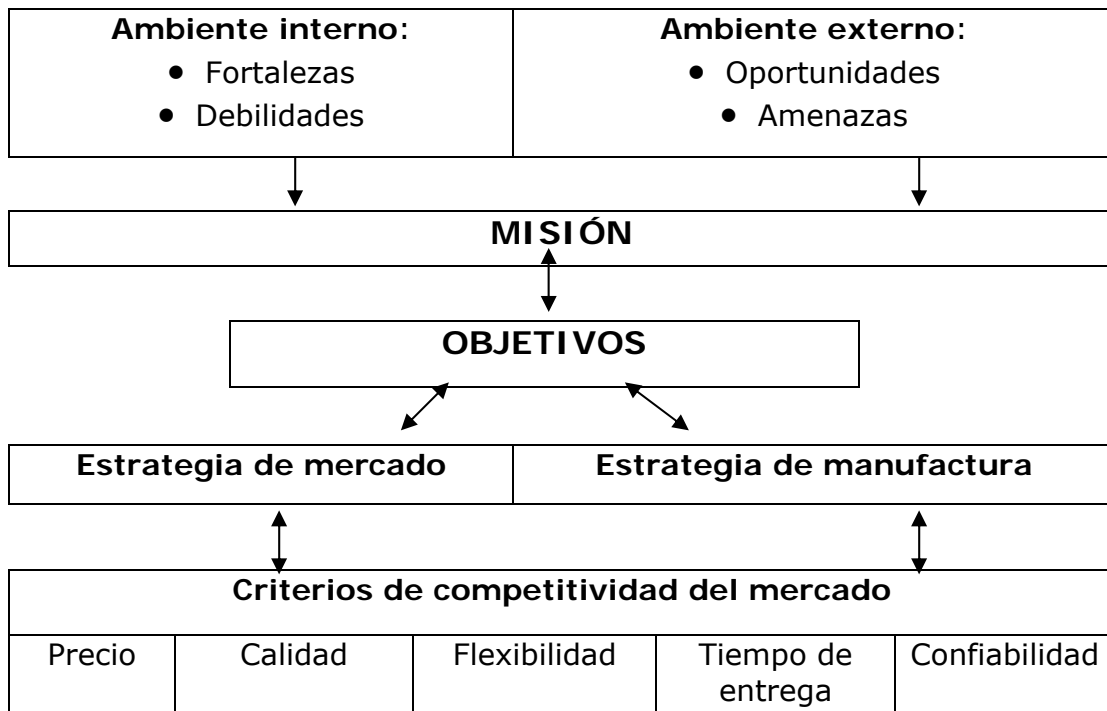 Ambiente interno:
• Fortalezas
• Debilidades
Ambiente externo:
• Oportunidades
• Amenazas
MISIÓN
OBJETIVOS
Estrategia de mercado
Estrategia de manufactura
Criterios de competitividad del mercado
Precio
Calidad
Flexibilidad
Tiempo de
entrega
Confiabilidad